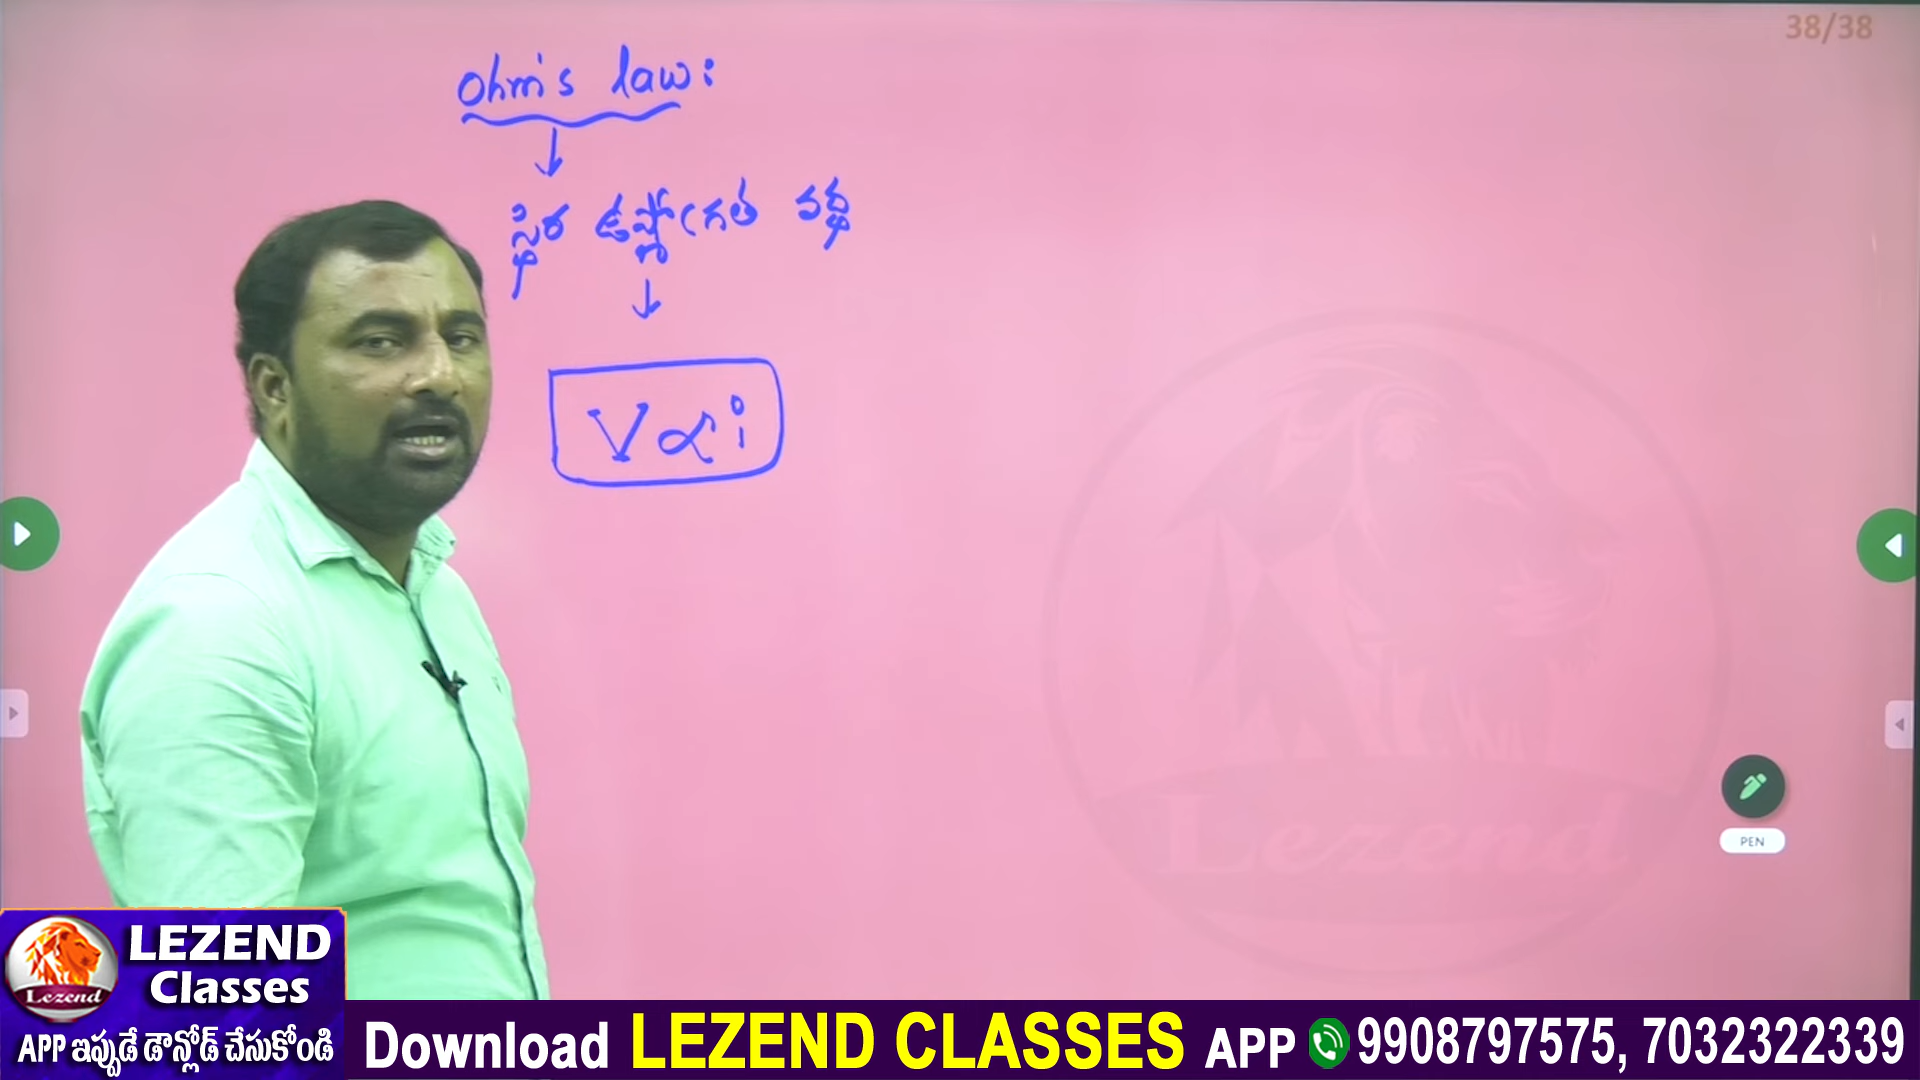 38/38
ohm's law:
స్థిర ఉష్ణోగ్రత వద్ధ
V ∝ i
Lezend
PEN
LEZEND
Classes
Lezend
APP ఇప్పుడే డౌన్లోడ్ చేసుకోండి
Download LEZEND CLASSES APP 9908797575, 7032322339